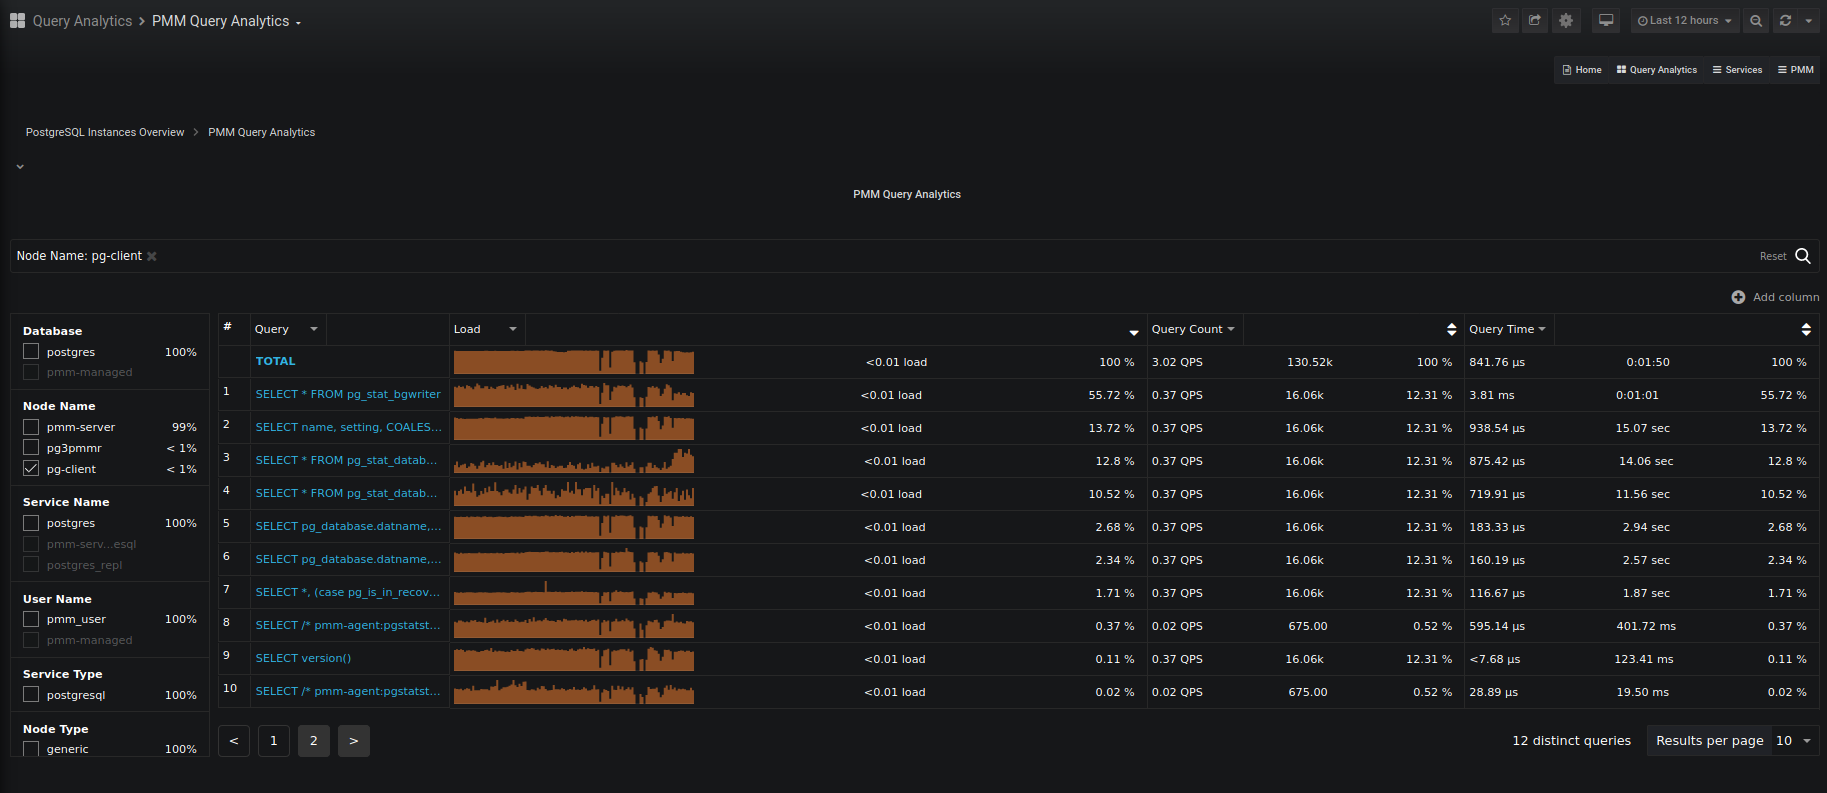 Query Analytics > PMM Query Analytics
Last 12 hours
Home Query Analytics Services PMM
PostgreSQL Instances Overview > PMM Query Analytics
PMM Query Analytics
Node Name: pg-client
Reset
Add column
Database
postgres 100%
pmm-managed
Node Name
pmm-server 99%
pg3pmmr < 1%
pg-client < 1%
Service Name
postgres 100%
pmm-serv...esql
postgres_repl
User Name
pmm_user 100%
pmm-managed
Service Type
postgresql 100%
Node Type
generic 100%
# Query Load Query Count Query Time
TOTAL <0.01 load 100 % 3.02 QPS 130.52k 100 % 841.76 µs 0:01:50 100 %
1 SELECT * FROM pg_stat_bgwriter <0.01 load 55.72 % 0.37 QPS 16.06k 12.31 % 3.81 ms 0:01:01 55.72 %
2 SELECT name, setting, COALES... <0.01 load 13.72 % 0.37 QPS 16.06k 12.31 % 938.54 µs 15.07 sec 13.72 %
3 SELECT * FROM pg_stat_datab... <0.01 load 12.8 % 0.37 QPS 16.06k 12.31 % 875.42 µs 14.06 sec 12.8 %
4 SELECT * FROM pg_stat_datab... <0.01 load 10.52 % 0.37 QPS 16.06k 12.31 % 719.91 µs 11.56 sec 10.52 %
5 SELECT pg_database.datname,... <0.01 load 2.68 % 0.37 QPS 16.06k 12.31 % 183.33 µs 2.94 sec 2.68 %
6 SELECT pg_database.datname,... <0.01 load 2.34 % 0.37 QPS 16.06k 12.31 % 160.19 µs 2.57 sec 2.34 %
7 SELECT *, (case pg_is_in_recov... <0.01 load 1.71 % 0.37 QPS 16.06k 12.31 % 116.67 µs 1.87 sec 1.71 %
8 SELECT /* pmm-agent:pgstatst... <0.01 load 0.37 % 0.02 QPS 675.00 0.52 % 595.14 µs 401.72 ms 0.37 %
9 SELECT version() <0.01 load 0.11 % 0.37 QPS 16.06k 12.31 % <7.68 µs 123.41 ms 0.11 %
10 SELECT /* pmm-agent:pgstatst... <0.01 load 0.02 % 0.02 QPS 675.00 0.52 % 28.89 µs 19.50 ms 0.02 %
< 1 2 >
12 distinct queries Results per page 10